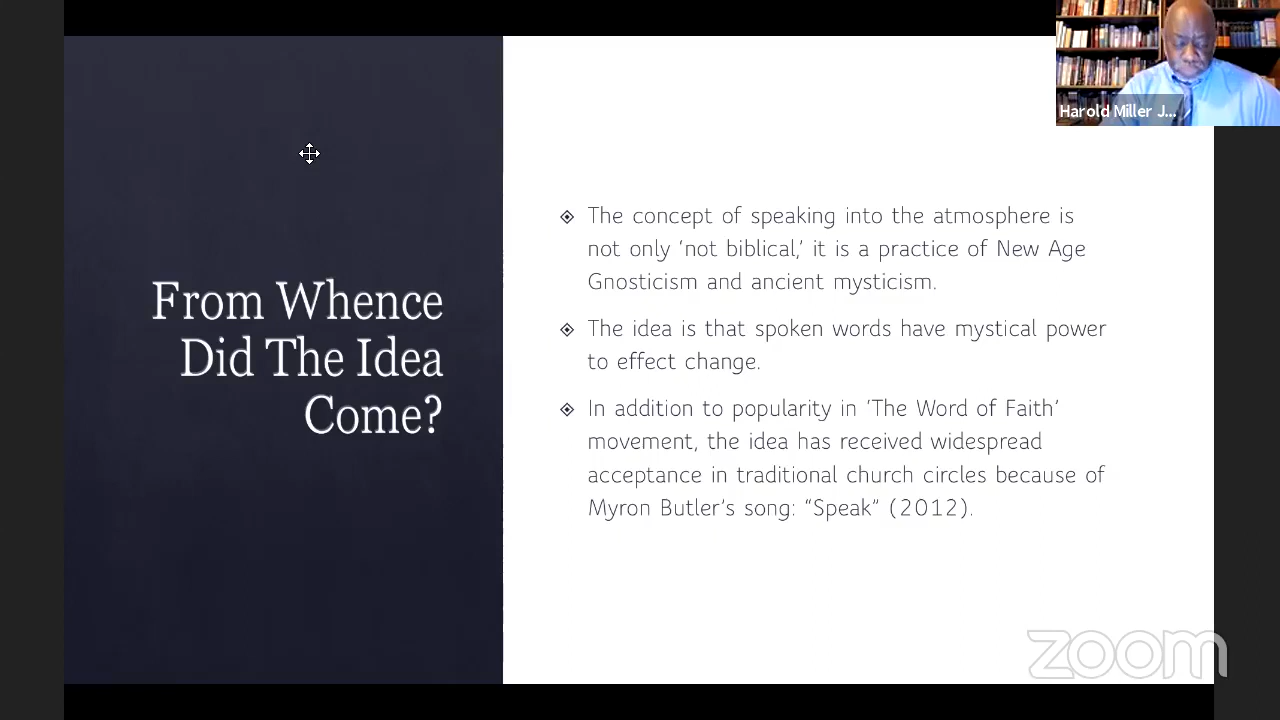 Harold Miller J...
From Whence
Did The Idea
Come?
The concept of speaking into the atmosphere is
not only ‘not biblical,’ it is a practice of New Age
Gnosticism and ancient mysticism.
The idea is that spoken words have mystical power
to effect change.
In addition to popularity in ‘The Word of Faith’
movement, the idea has received widespread
acceptance in traditional church circles because of
Myron Butler’s song: “Speak” (2012).
zoom